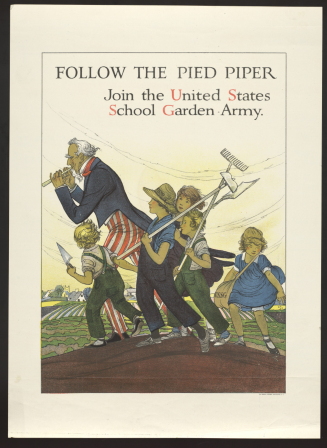 FOLLOW THE PIED PIPER
Join the United States
School Garden Army.